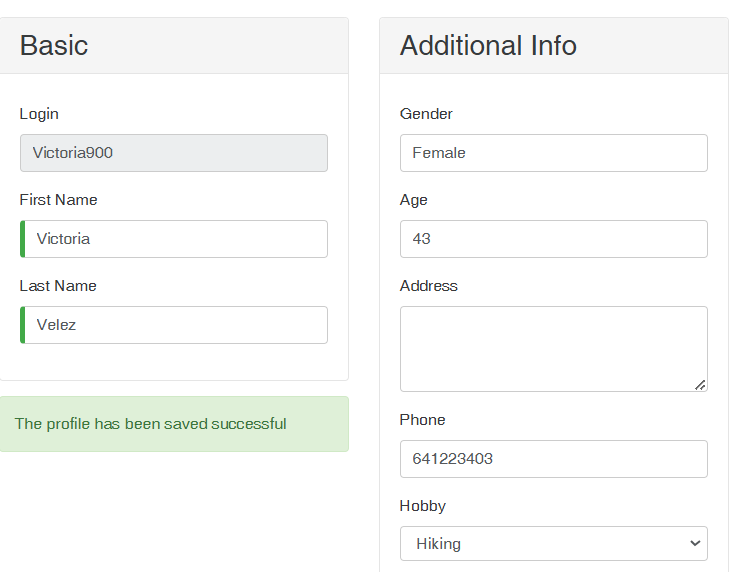 Basic
Login
Victoria900
First Name
Victoria
Last Name
Velez
The profile has been saved successful
Additional Info
Gender
Female
Age
43
Address
Phone
641223403
Hobby
Hiking